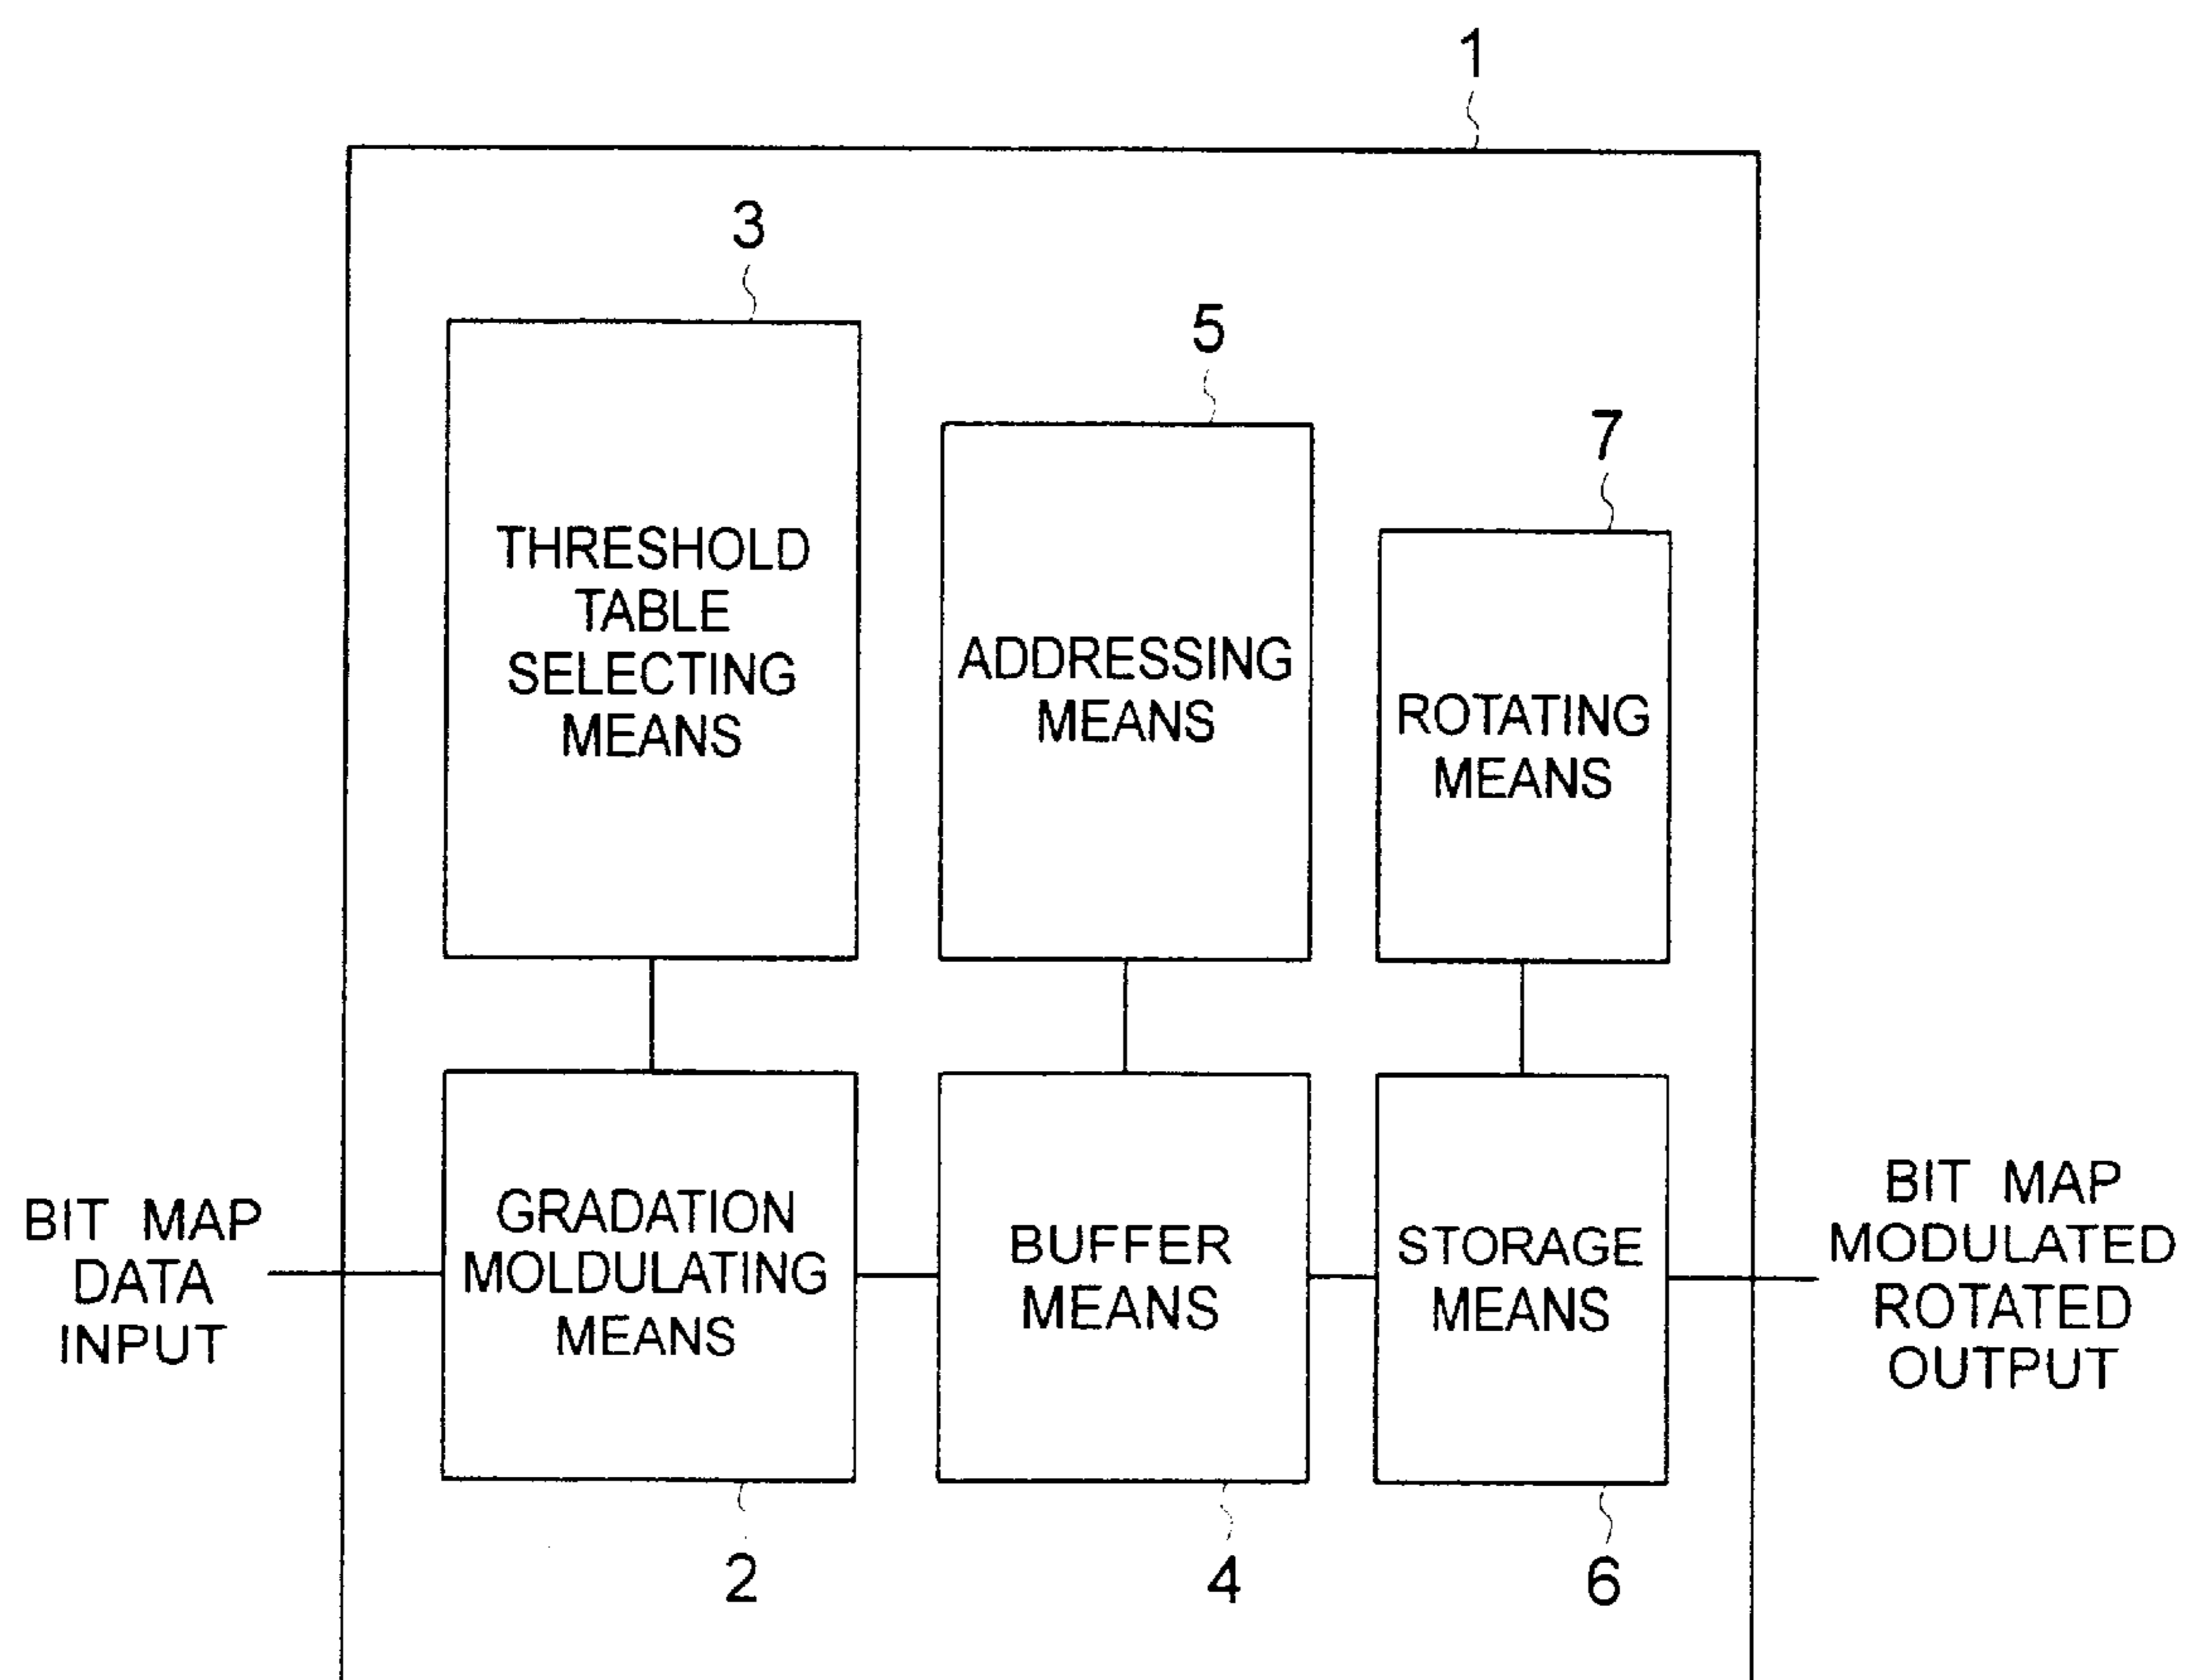 1
3
5
7
THRESHOLD
TABLE
SELECTING
MEANS
ADDRESSING
MEANS
ROTATING
MEANS
BIT MAP
DATA
INPUT
GRADATION
MOLDULATING
MEANS
BUFFER
MEANS
STORAGE
MEANS
BIT MAP
MODULATED
ROTATED
OUTPUT
2
4
6